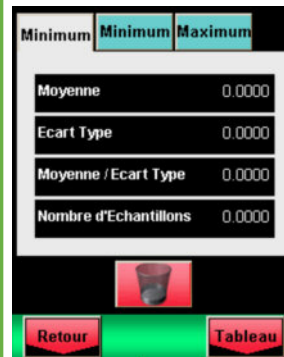 Minimum Minimum Maximum
Moyenne 0.0000
Ecart Type 0.0000
Moyenne / Ecart Type 0.0000
Nombre d'Echantillons 0.0000
Retour Tableau